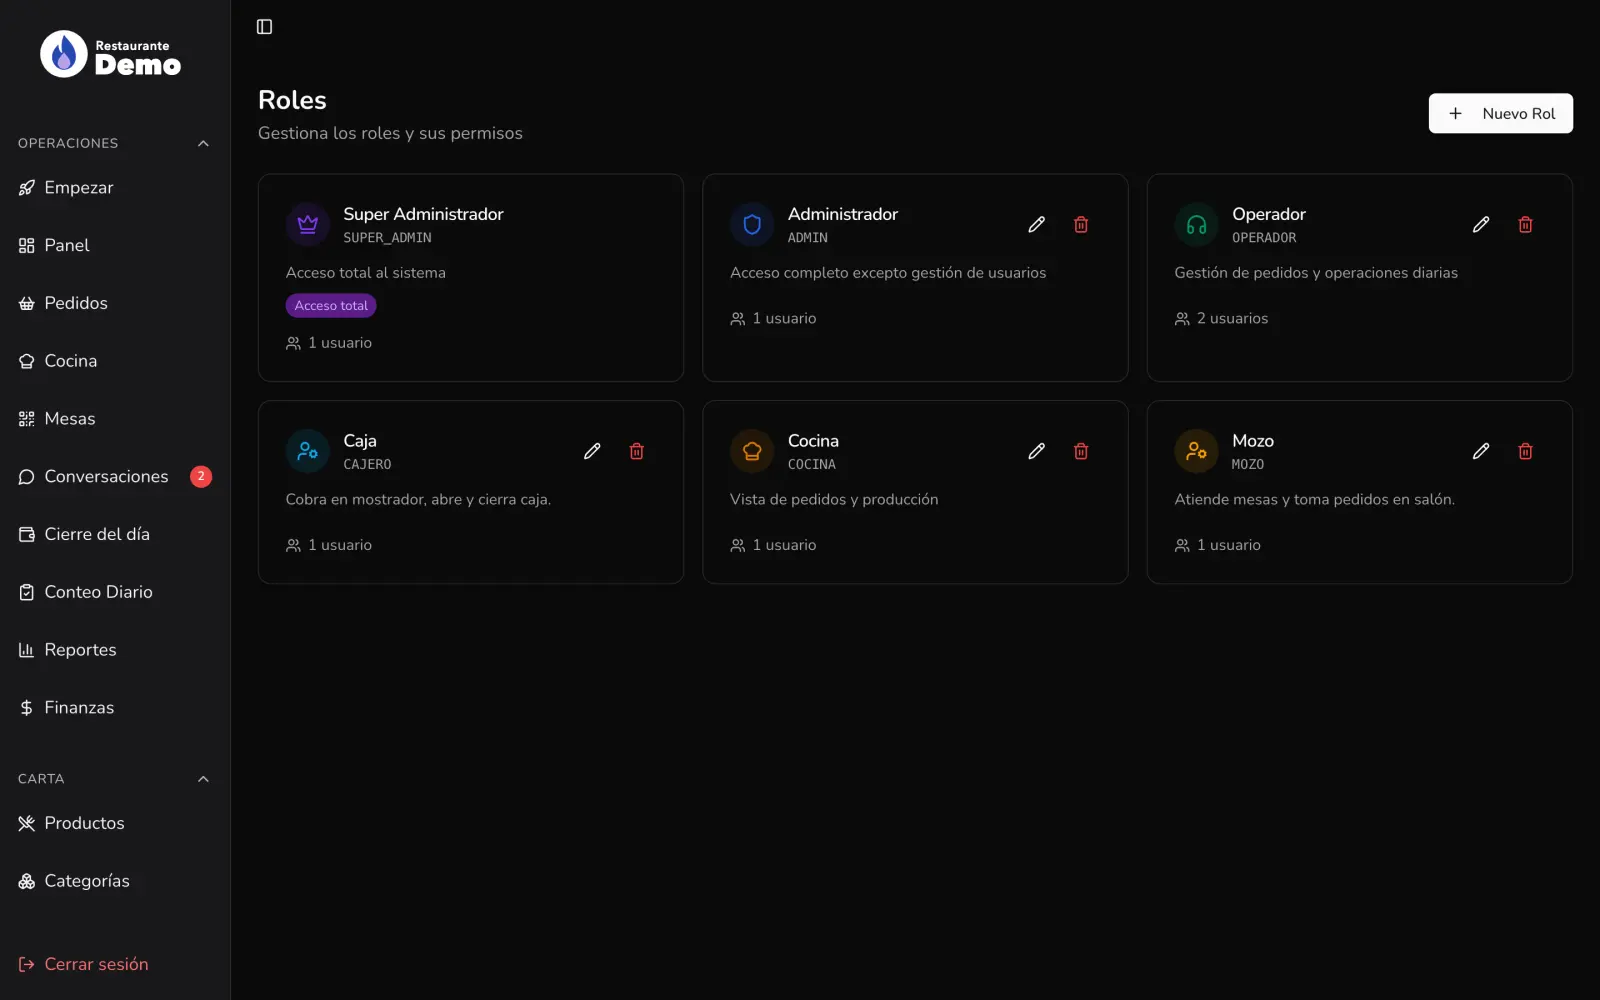 Restaurante
Demo
OPERACIONES
Empezar
Panel
Pedidos
Cocina
Mesas
Conversaciones 2
Cierre del día
Conteo Diario
Reportes
Finanzas
CARTA
Productos
Categorías
Cerrar sesión
Roles
Gestiona los roles y sus permisos
Nuevo Rol
Super Administrador
SUPER_ADMIN
Acceso total al sistema
Acceso total
1 usuario
Administrador
ADMIN
Acceso completo excepto gestión de usuarios
1 usuario
Operador
OPERADOR
Gestión de pedidos y operaciones diarias
2 usuarios
Caja
CAJERO
Cobra en mostrador, abre y cierra caja.
1 usuario
Cocina
COCINA
Vista de pedidos y producción
1 usuario
Mozo
MOZO
Atiende mesas y toma pedidos en salón.
1 usuario